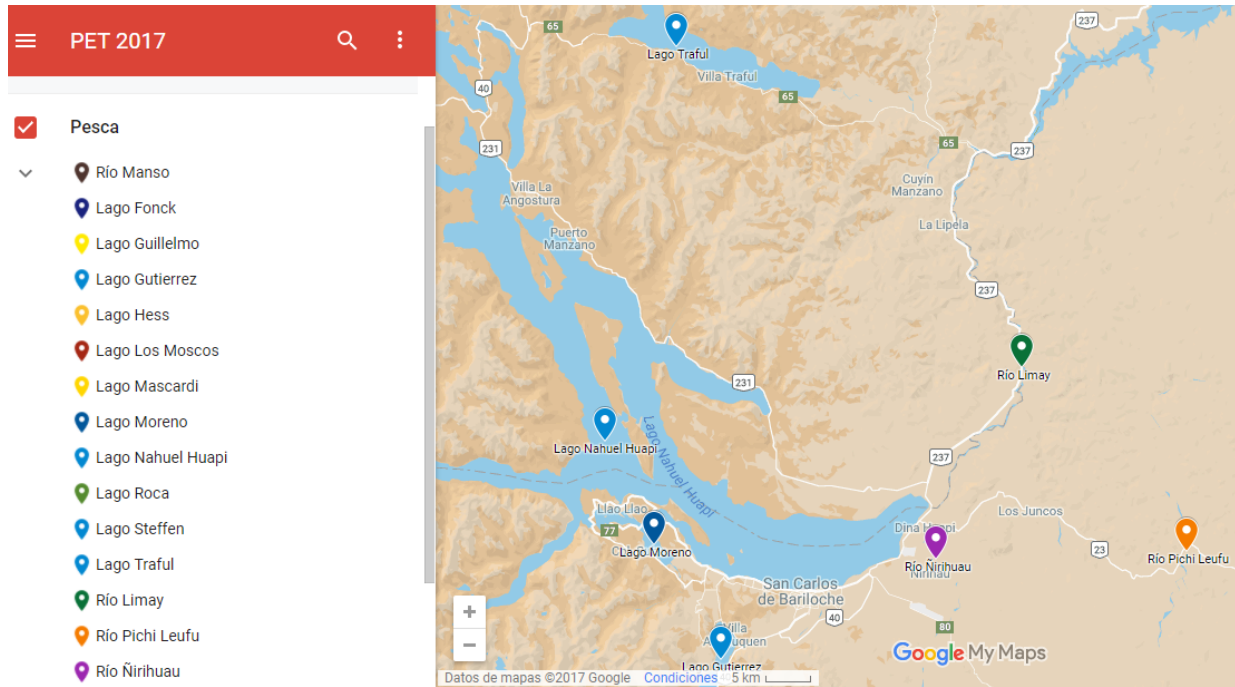 PET 2017
Pesca
Río Manso
Lago Fonck
Lago Guillelmo
Lago Gutierrez
Lago Hess
Lago Los Moscos
Lago Mascardi
Lago Moreno
Lago Nahuel Huapi
Lago Roca
Lago Steffen
Lago Traful
Río Limay
Río Pichi Leufu
Río Ñirihuau
237
65
Lago Traful
Villa Traful
40
65
65
237
231
Cuyín
Manzano
Villa La
Angostura
La Lipela
Puerto
Manzano
237
Río Limay
231
Lago Nahuel Huapi
Lago Nahuel Huapi
237
Llao Llao
Los Juncos
77
Dina Huapi
Lago Moreno
23
Río Pichi Leufu
Río Ñirihuau
San Carlos
de Bariloche
40
80
Villa
Lago Gutierrez
Google My Maps
Datos de mapas ©2017 Google Condiciones 5 km